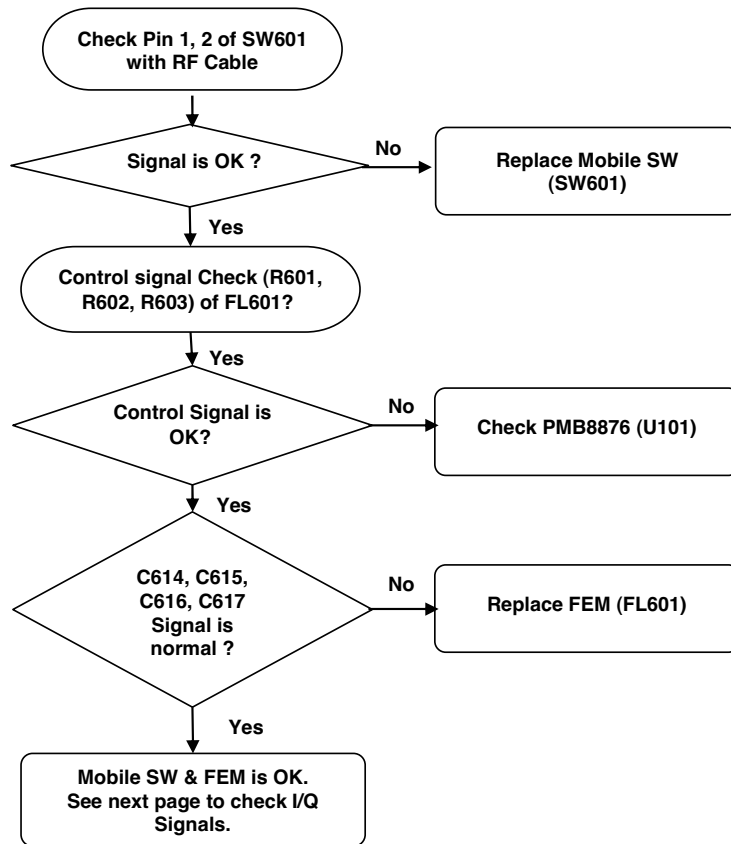 Check Pin 1, 2 of SW601
with RF Cable
Signal is OK ?
No
Replace Mobile SW
(SW601)
Yes
Control signal Check (R601,
R602, R603) of FL601?
Yes
Control Signal is
OK?
No
Check PMB8876 (U101)
Yes
C614, C615,
C616, C617
Signal is
normal ?
No
Replace FEM (FL601)
Yes
Mobile SW & FEM is OK.
See next page to check I/Q
Signals.